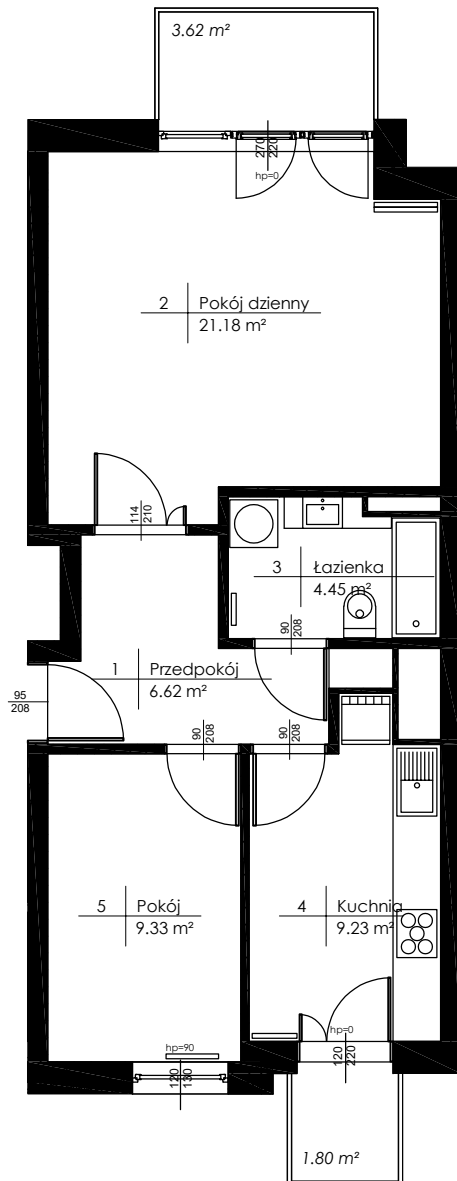 3.62 m²
270
220
hp=0
2 Pokój dzienny
21.18 m²
114
210
3 Łazienka
4.45 m²
90
208
1 Przedpokój
6.62 m²
95
208
90
208
90
208
5 Pokój
9.33 m²
4 Kuchnia
9.23 m²
hp=90
120
130
hp=0
120
220
1.80 m²